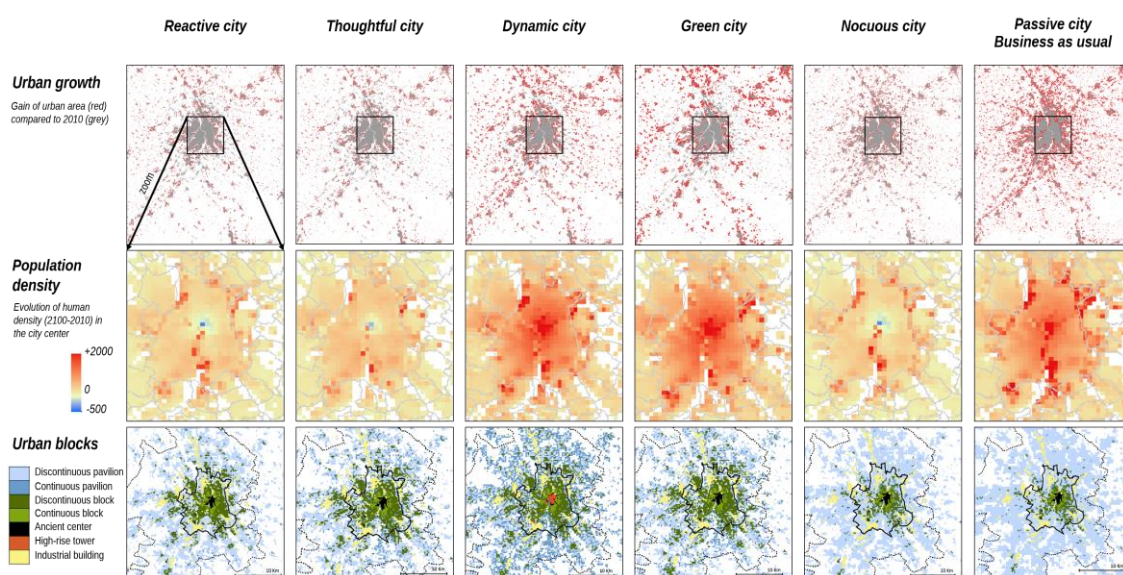 Reactive city
Thoughtful city
Dynamic city
Green city
Nocuous city
Passive city
Business as usual
Urban growth
Gain of urban area (red)
compared to 2010 (grey)
zoom
Population
density
Evolution of human
density (2100-2010) in
the city center
+2000
0
-500
Urban blocks
Discontinuous pavilion
Continuous pavilion
Discontinuous block
Continuous block
Ancient center
High-rise tower
Industrial building
10 Km
10 Km
10 Km
10 Km
10 Km
10 Km